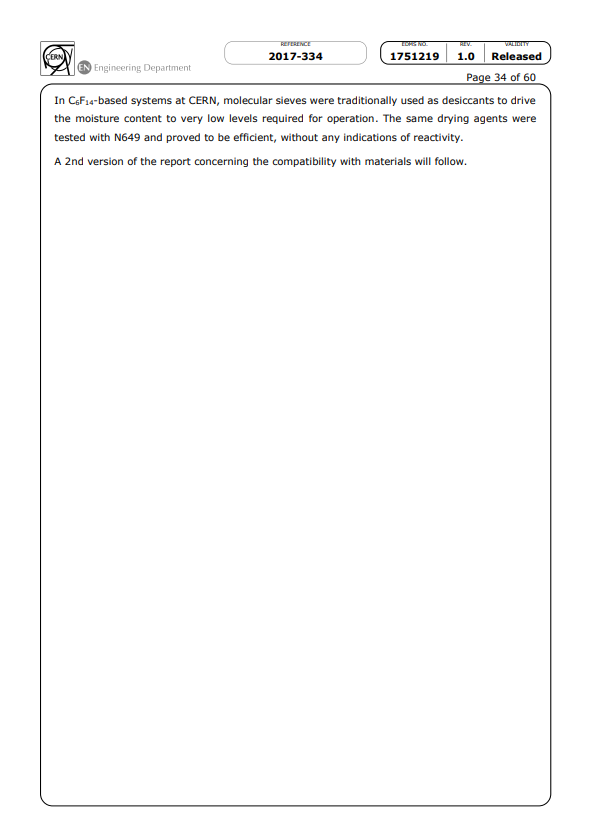 CERN
EN Engineering Department
REFERENCE
2017-334
EDMS NO.
REV.
VALIDITY
1751219
1.0
Released
Page 34 of 60
In C₆F₁₄-based systems at CERN, molecular sieves were traditionally used as desiccants to drive
the moisture content to very low levels required for operation. The same drying agents were
tested with N649 and proved to be efficient, without any indications of reactivity.
A 2nd version of the report concerning the compatibility with materials will follow.